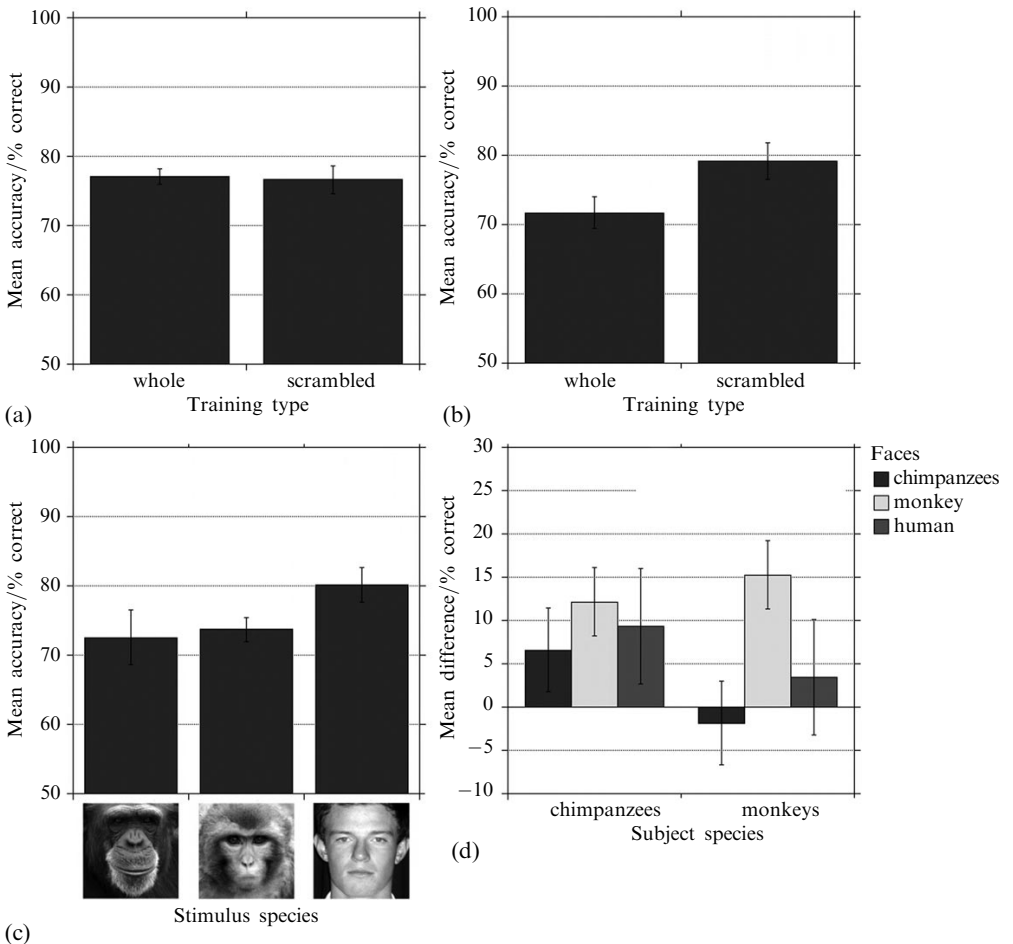 100
90
80
70
60
50
Mean accuracy/% correct
whole scrambled
Training type
(a)
100
90
80
70
60
50
Mean accuracy/% correct
whole scrambled
Training type
(b)
100
90
80
70
60
50
Mean accuracy/% correct
Stimulus species
(c)
30
25
20
15
10
5
0
−5
−10
Mean difference/% correct
chimpanzees monkeys
Subject species
(d)
Faces
chimpanzees
monkey
human